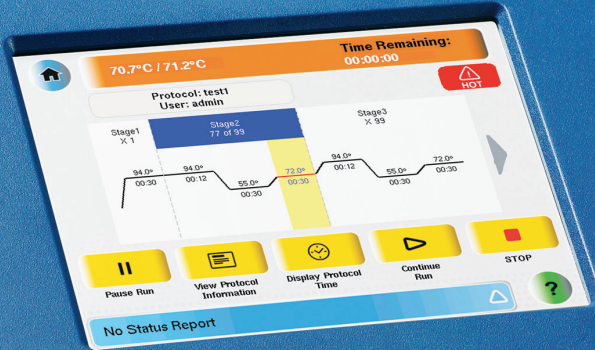 70.7°C / 71.2°C
Time Remaining:
00:00:00
HOT
Protocol: test1
User: admin
Stage1
X 1
Stage2
77 of 99
Stage3
X 99
94.0°
00:30
94.0°
00:12
55.0°
00:30
72.0°
00:30
94.0°
00:12
55.0°
00:30
72.0°
00:30
Pause Run
View Protocol
Information
Display Protocol
Time
Continue
Run
STOP
No Status Report
?